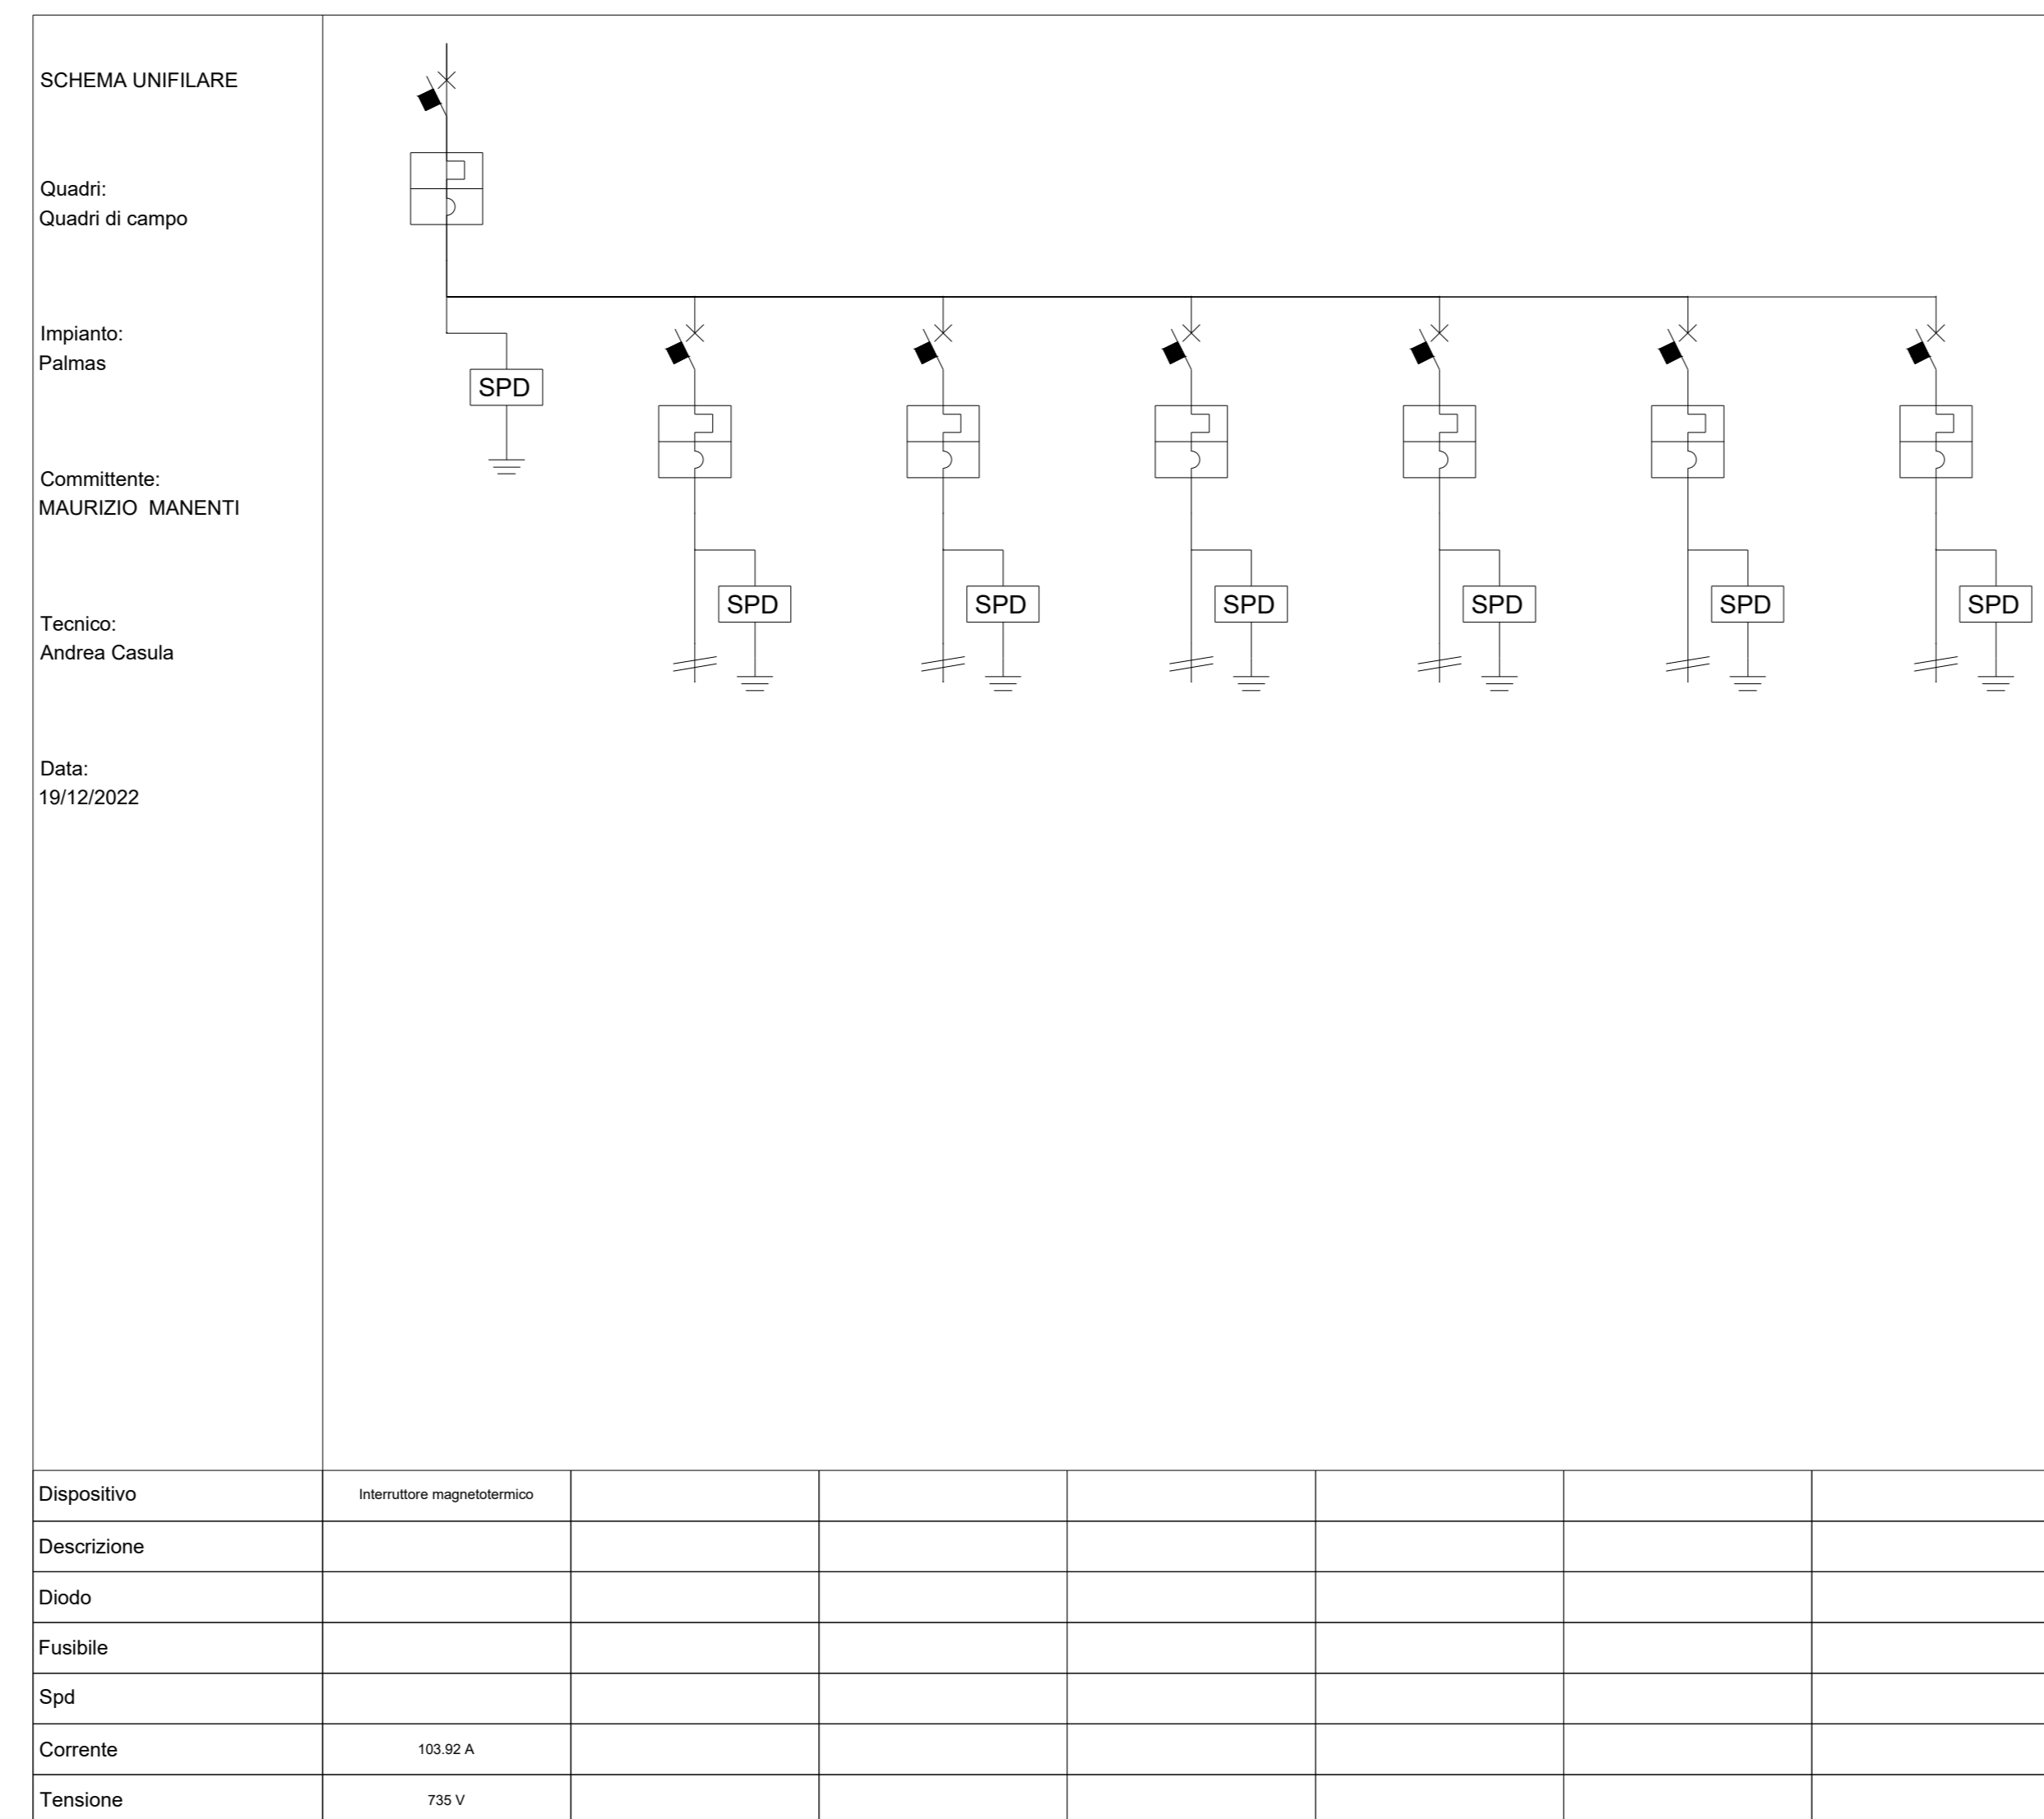 SCHEMA UNIFILARE
Quadri:
Quadri di campo
Impianto:
Palmas
Committente:
MAURIZIO  MANENTI
Tecnico:
Andrea Casula
Data:
19/12/2022
SPD
SPD SPD SPD SPD SPD SPD
Dispositivo Interruttore magnetotermico
Descrizione
Diodo
Fusibile
Spd
Corrente 103.92 A
Tensione 735 V